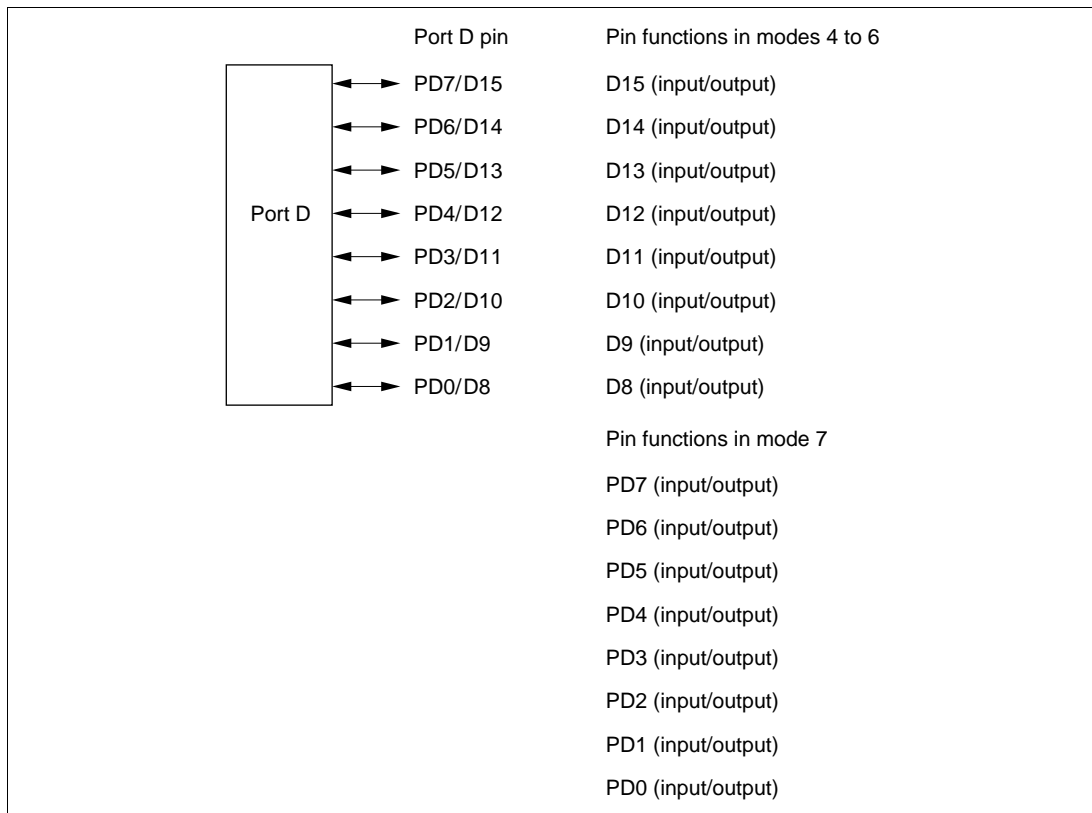 Port D pin Pin functions in modes 4 to 6
PD7/D15 D15 (input/output)
PD6/D14 D14 (input/output)
PD5/D13 D13 (input/output)
Port D PD4/D12 D12 (input/output)
PD3/D11 D11 (input/output)
PD2/D10 D10 (input/output)
PD1/D9 D9 (input/output)
PD0/D8 D8 (input/output)
Pin functions in mode 7
PD7 (input/output)
PD6 (input/output)
PD5 (input/output)
PD4 (input/output)
PD3 (input/output)
PD2 (input/output)
PD1 (input/output)
PD0 (input/output)